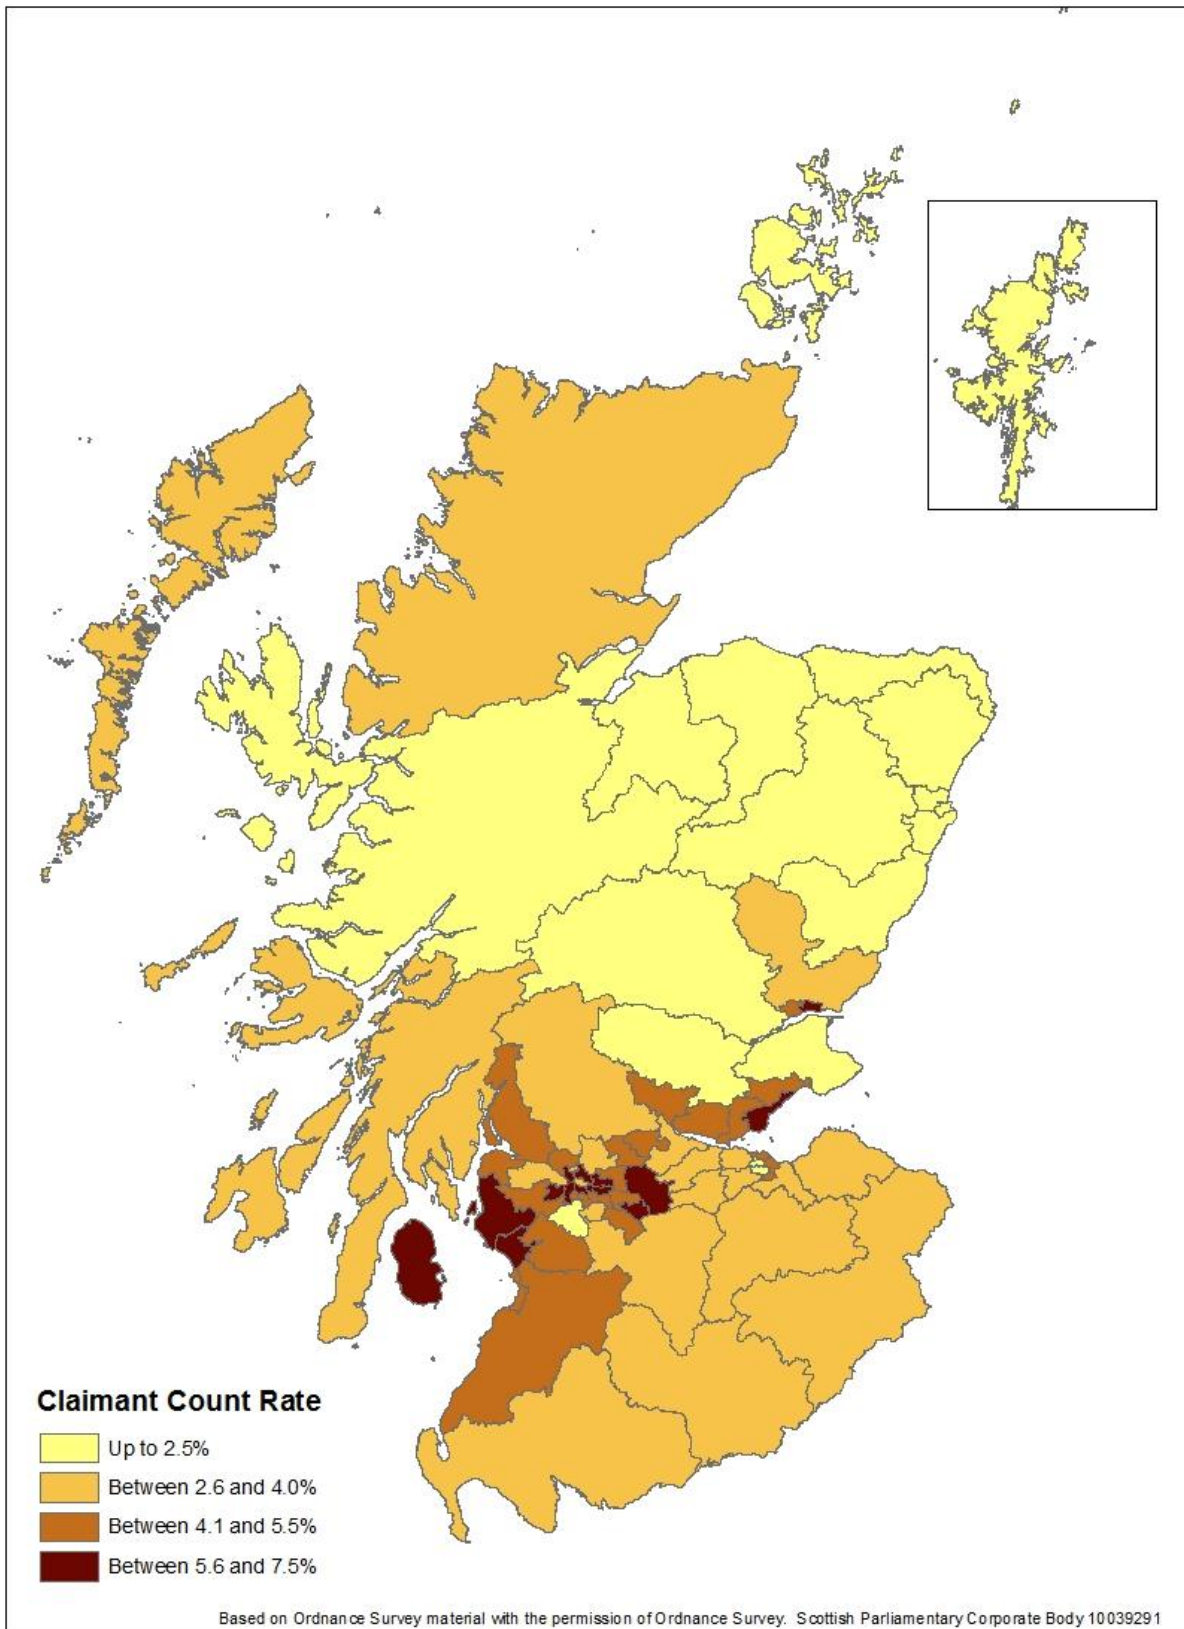 Claimant Count Rate
Up to 2.5%
Between 2.6 and 4.0%
Between 4.1 and 5.5%
Between 5.6 and 7.5%
Based on Ordnance Survey material with the permission of Ordnance Survey. Scottish Parliamentary Corporate Body 10039291